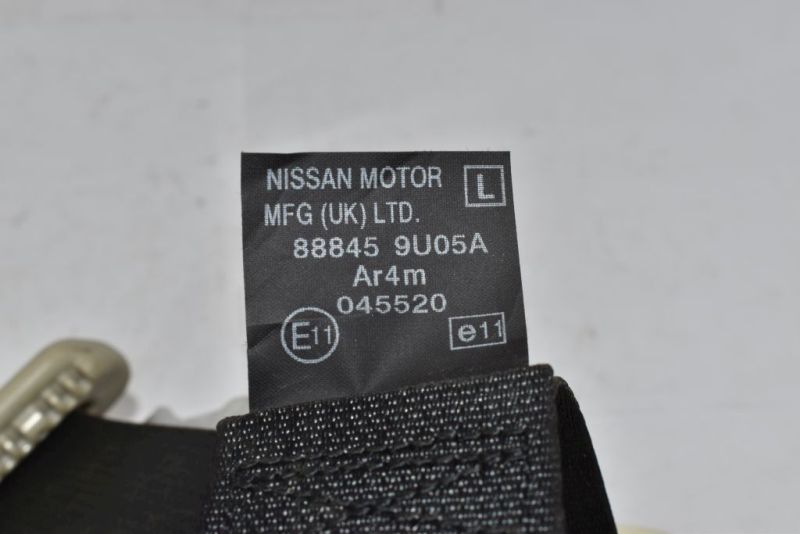 NISSAN MOTOR L
MFG (UK) LTD.
88845 9U05A
Ar4m
045520
E11 e11